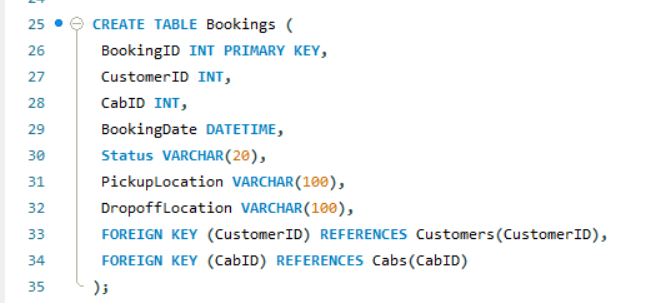 25 CREATE TABLE Bookings (
26 BookingID INT PRIMARY KEY,
27 CustomerID INT,
28 CabID INT,
29 BookingDate DATETIME,
30 Status VARCHAR(20),
31 PickupLocation VARCHAR(100),
32 DropoffLocation VARCHAR(100),
33 FOREIGN KEY (CustomerID) REFERENCES Customers(CustomerID),
34 FOREIGN KEY (CabID) REFERENCES Cabs(CabID)
35 );